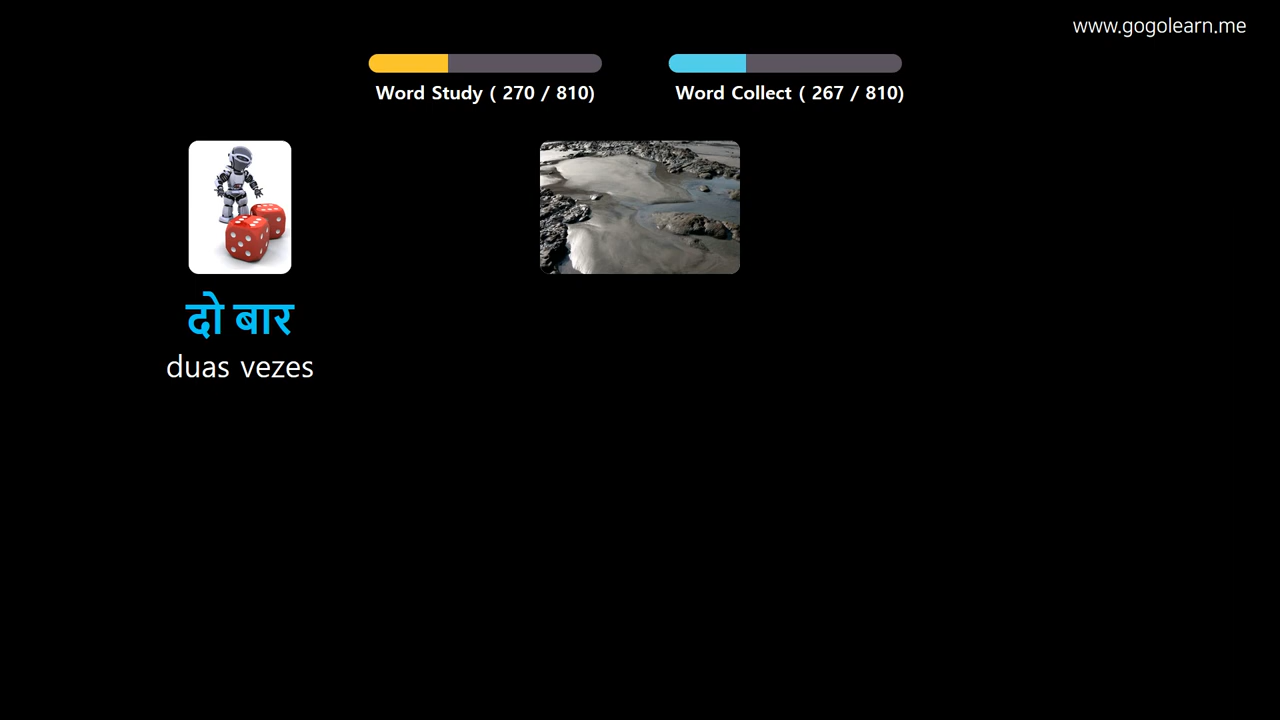 www.gogolearn.me
Word Study ( 270 / 810)
Word Collect ( 267 / 810)
दो बार
duas vezes